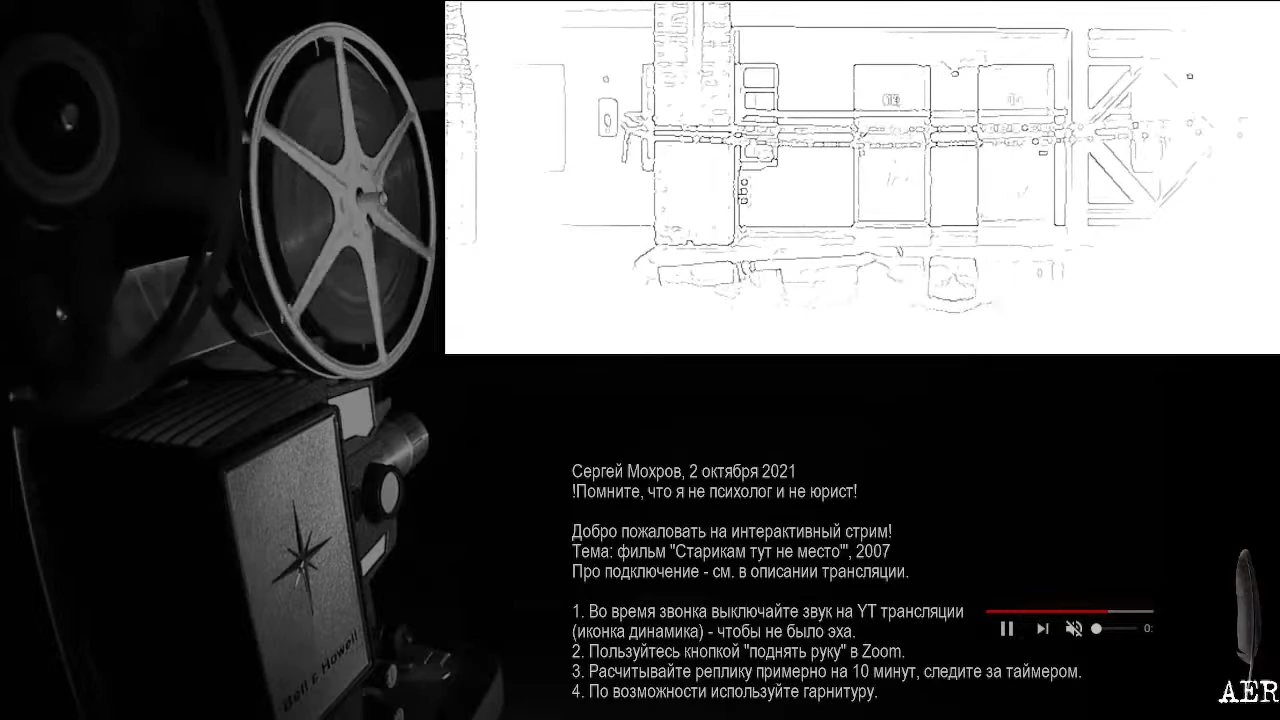 Сергей Мохров, 2 октября 2021
!Помните, что я не психолог и не юрист!
Добро пожаловать на интерактивный стрим!
Тема: фильм "Старикам тут не место"', 2007
Про подключение - см. в описании трансляции.
1. Во время звонка выключайте звук на YT трансляции
(иконка динамика) - чтобы не было эха.
0:
2. Пользуйтесь кнопкой "поднять руку" в Zoom.
3. Расчитывайте реплику примерно на 10 минут, следите за таймером.
4. По возможности используйте гарнитуру.
Bell & Howell
AER